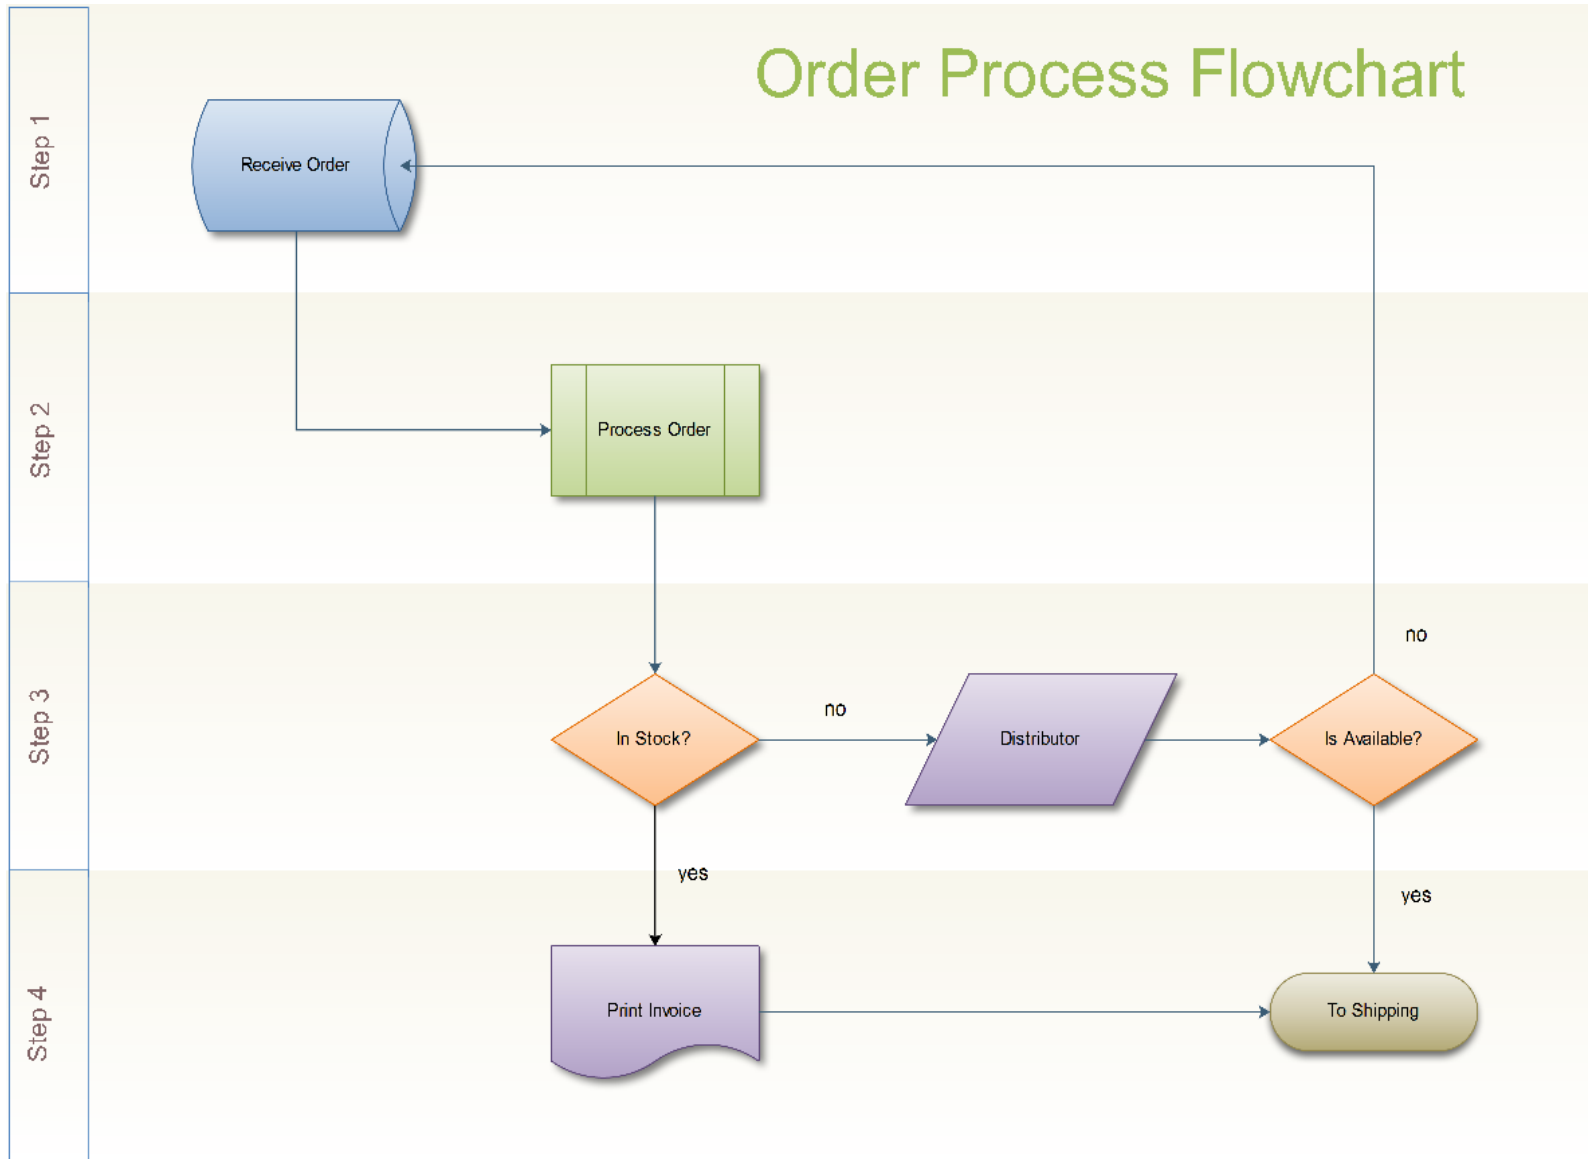 Order Process Flowchart
Step 1
Receive Order
Step 2
Process Order
Step 3
no
In Stock?
no
Distributor
Is Available?
yes
yes
Step 4
Print Invoice
To Shipping